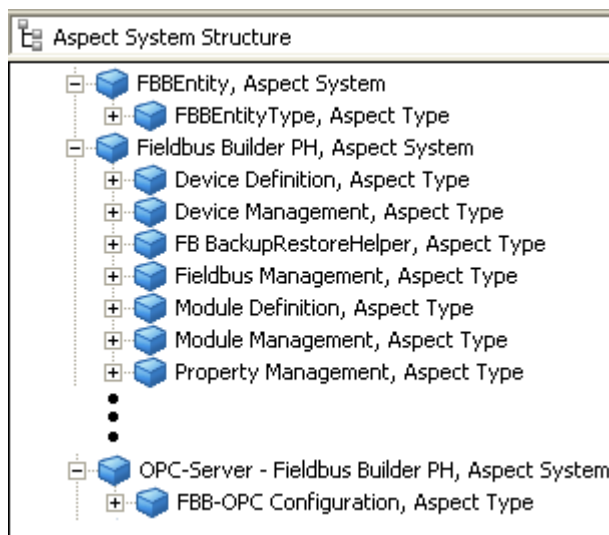 Aspect System Structure
FBBEntity, Aspect System
FBBEntityType, Aspect Type
Fieldbus Builder PH, Aspect System
Device Definition, Aspect Type
Device Management, Aspect Type
FB BackupRestoreHelper, Aspect Type
Fieldbus Management, Aspect Type
Module Definition, Aspect Type
Module Management, Aspect Type
Property Management, Aspect Type
OPC-Server - Fieldbus Builder PH, Aspect System
FBB-OPC Configuration, Aspect Type